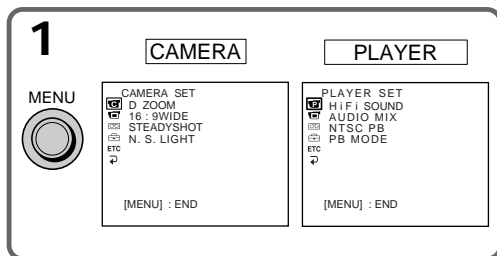 1
CAMERA
PLAYER
MENU
CAMERA SET
C D ZOOM
16 : 9WIDE
STEADYSHOT
N. S. LIGHT
ETC
[MENU] : END
PLAYER SET
P HiFi SOUND
AUDIO MIX
NTSC PB
PB MODE
ETC
[MENU] : END